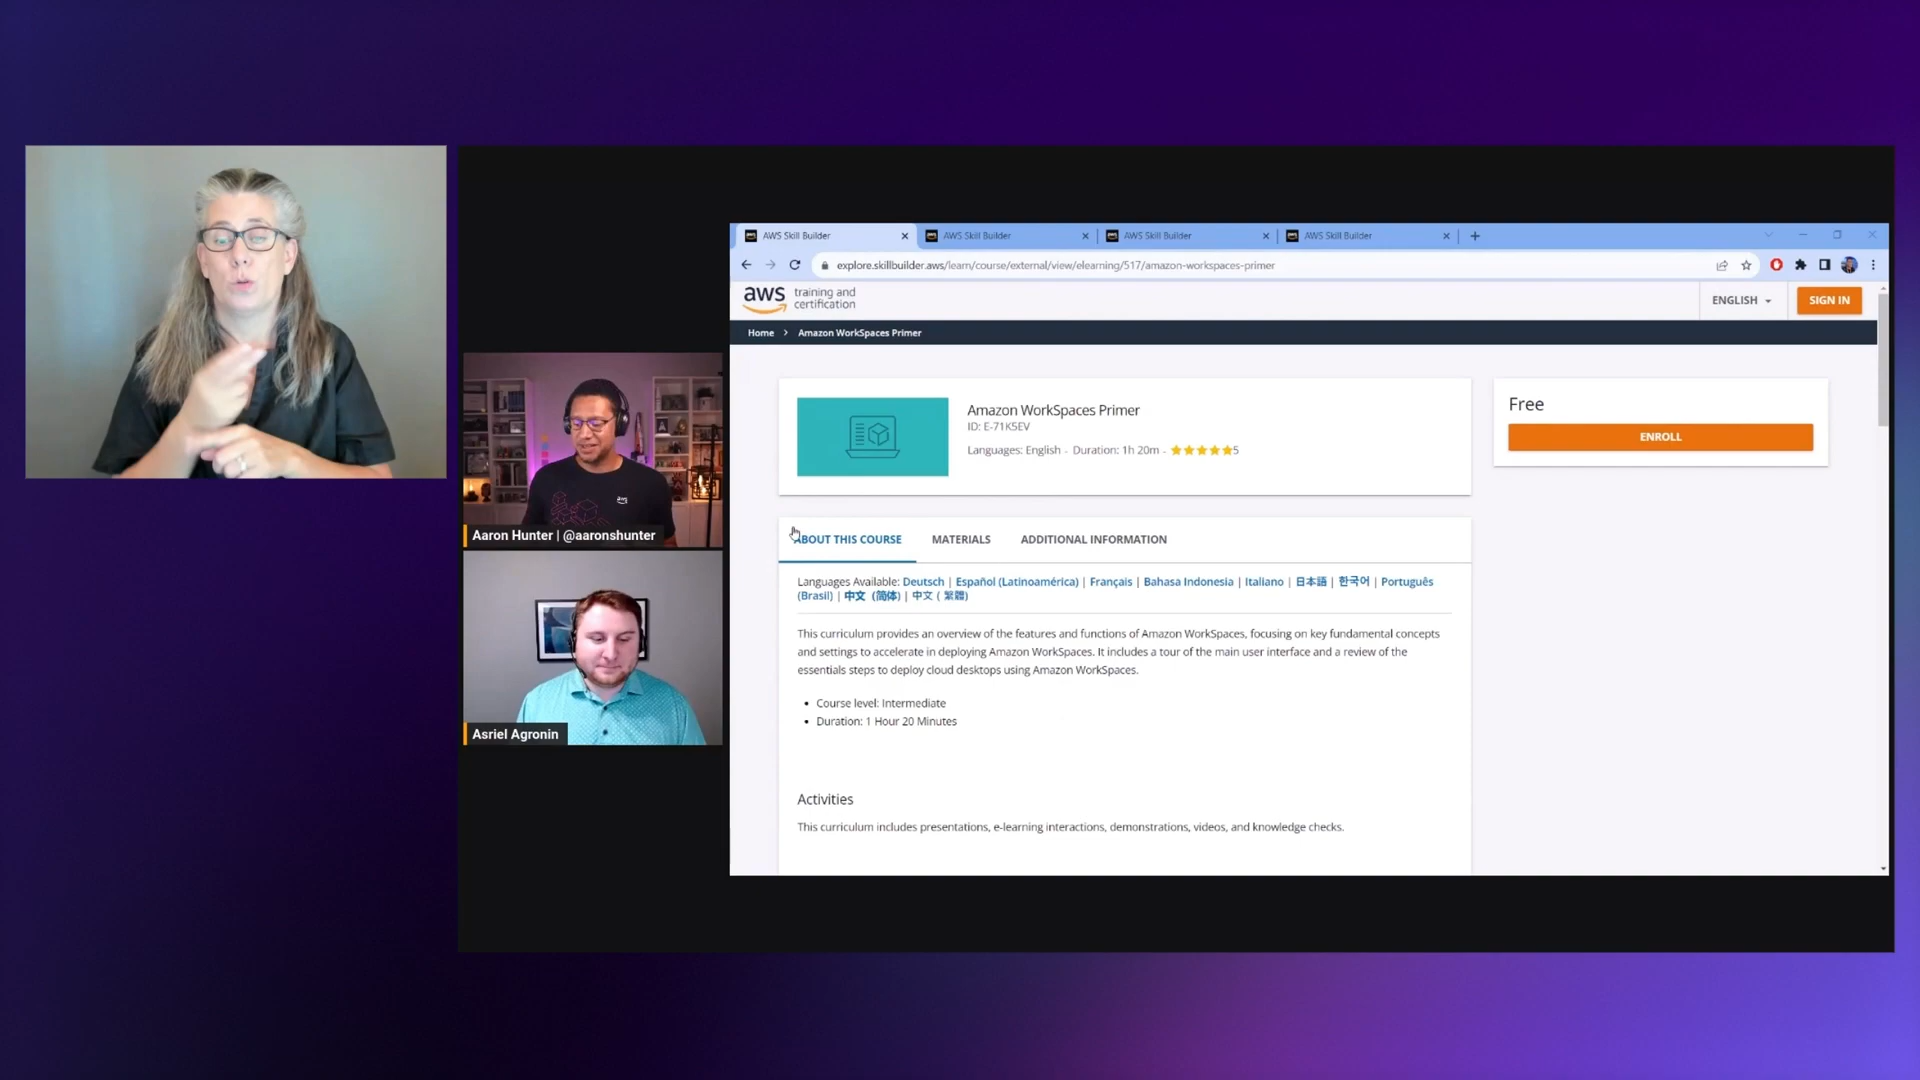 AWS Skill Builder
AWS Skill Builder
AWS Skill Builder
AWS Skill Builder
explore.skillbuilder.aws/learn/course/external/view/elearning/517/amazon-workspaces-primer
aws training and certification
ENGLISH
SIGN IN
Home > Amazon WorkSpaces Primer
Amazon WorkSpaces Primer
ID: E-71K5EV
Languages: English - Duration: 1h 20m - ★★★★★5
Free
ENROLL
ABOUT THIS COURSE
MATERIALS
ADDITIONAL INFORMATION
Languages Available: Deutsch | Español (Latinoamérica) | Français | Bahasa Indonesia | Italiano | 日本語 | 한국어 | Português
(Brasil) | 中文 (简体) | 中文 ( 繁體)
This curriculum provides an overview of the features and functions of Amazon WorkSpaces, focusing on key fundamental concepts
and settings to accelerate in deploying Amazon WorkSpaces. It includes a tour of the main user interface and a review of the
essentials steps to deploy cloud desktops using Amazon WorkSpaces.
• Course level: Intermediate
• Duration: 1 Hour 20 Minutes
Activities
This curriculum includes presentations, e-learning interactions, demonstrations, videos, and knowledge checks.
aws
Aaron Hunter | @aaronshunter
Asriel Agronin